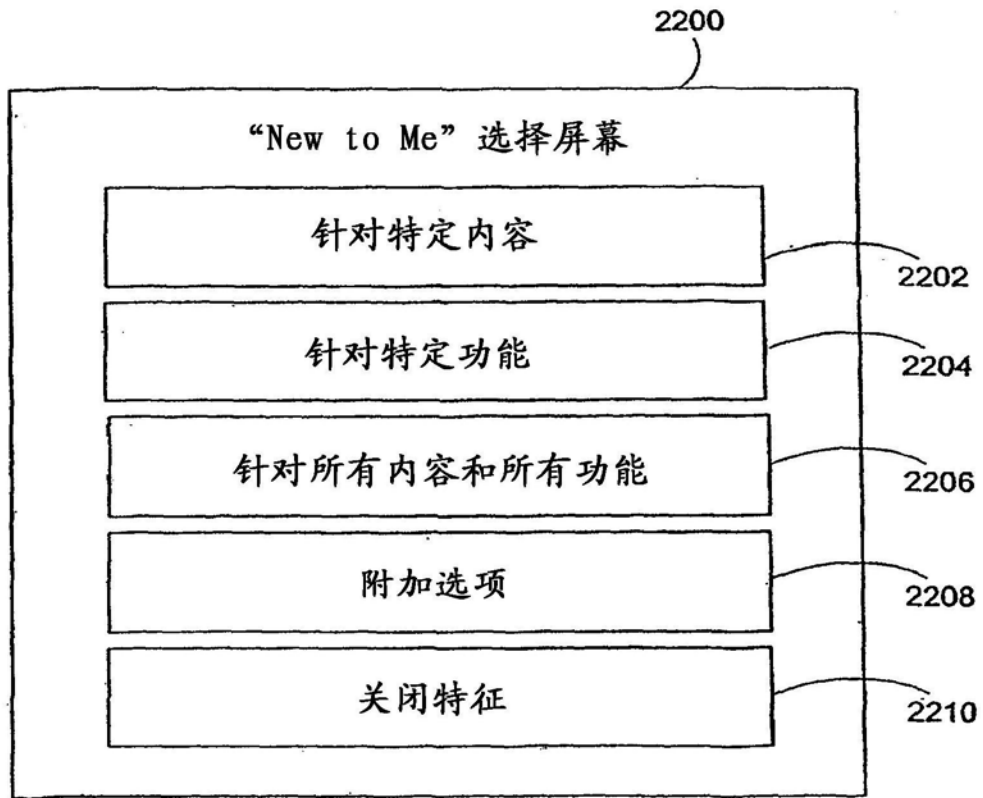 2200
“New to Me”选择屏幕
针对特定内容
2202
针对特定功能
2204
针对所有内容和所有功能
2206
附加选项
2208
关闭特征
2210